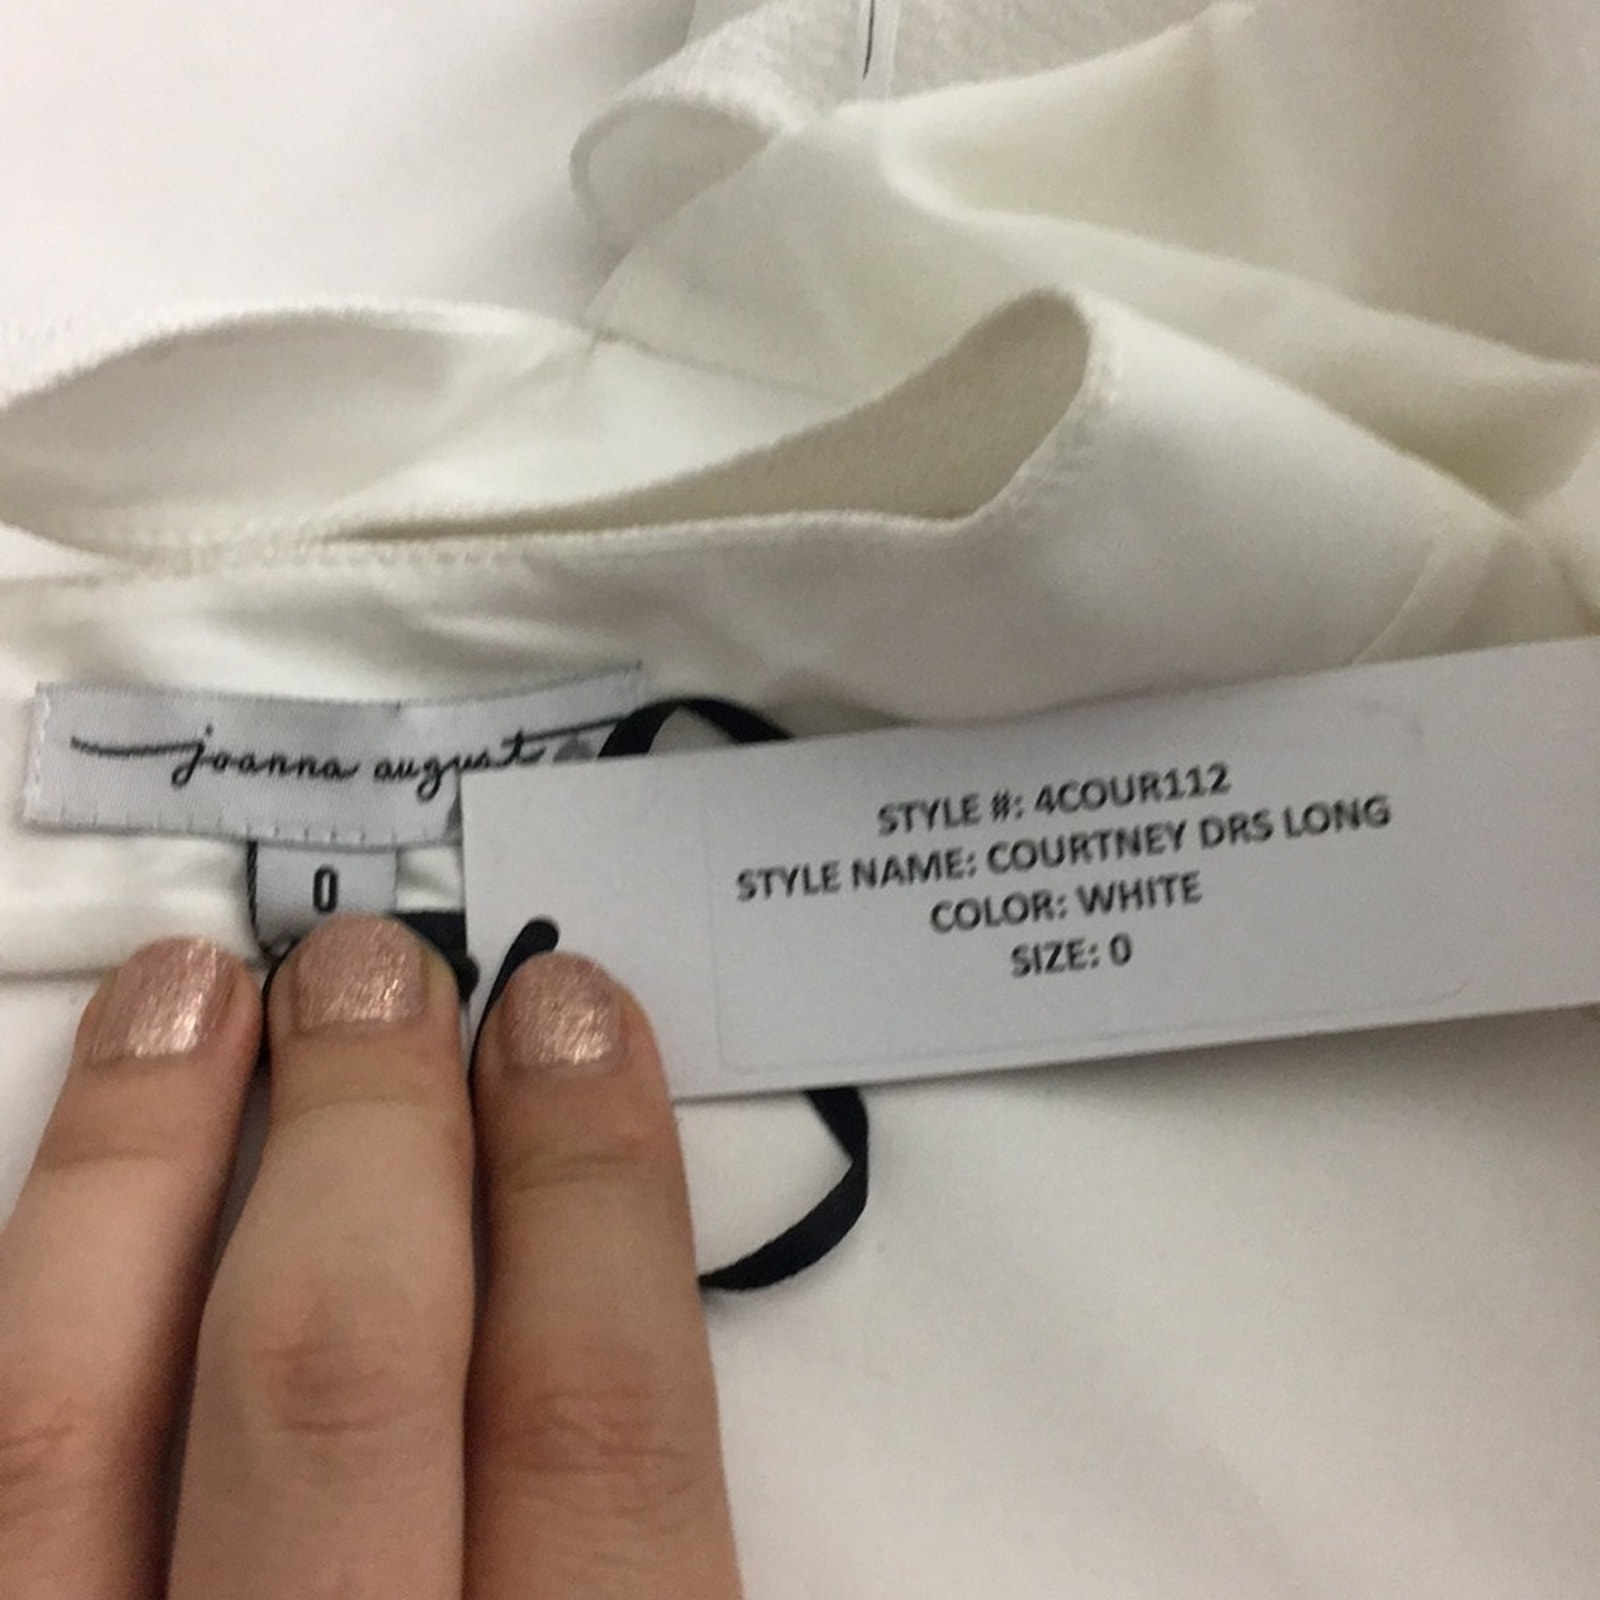 joanna august
0
STYLE #: 4COUR112
STYLE NAME: COURTNEY DRS LONG
COLOR: WHITE
SIZE: 0